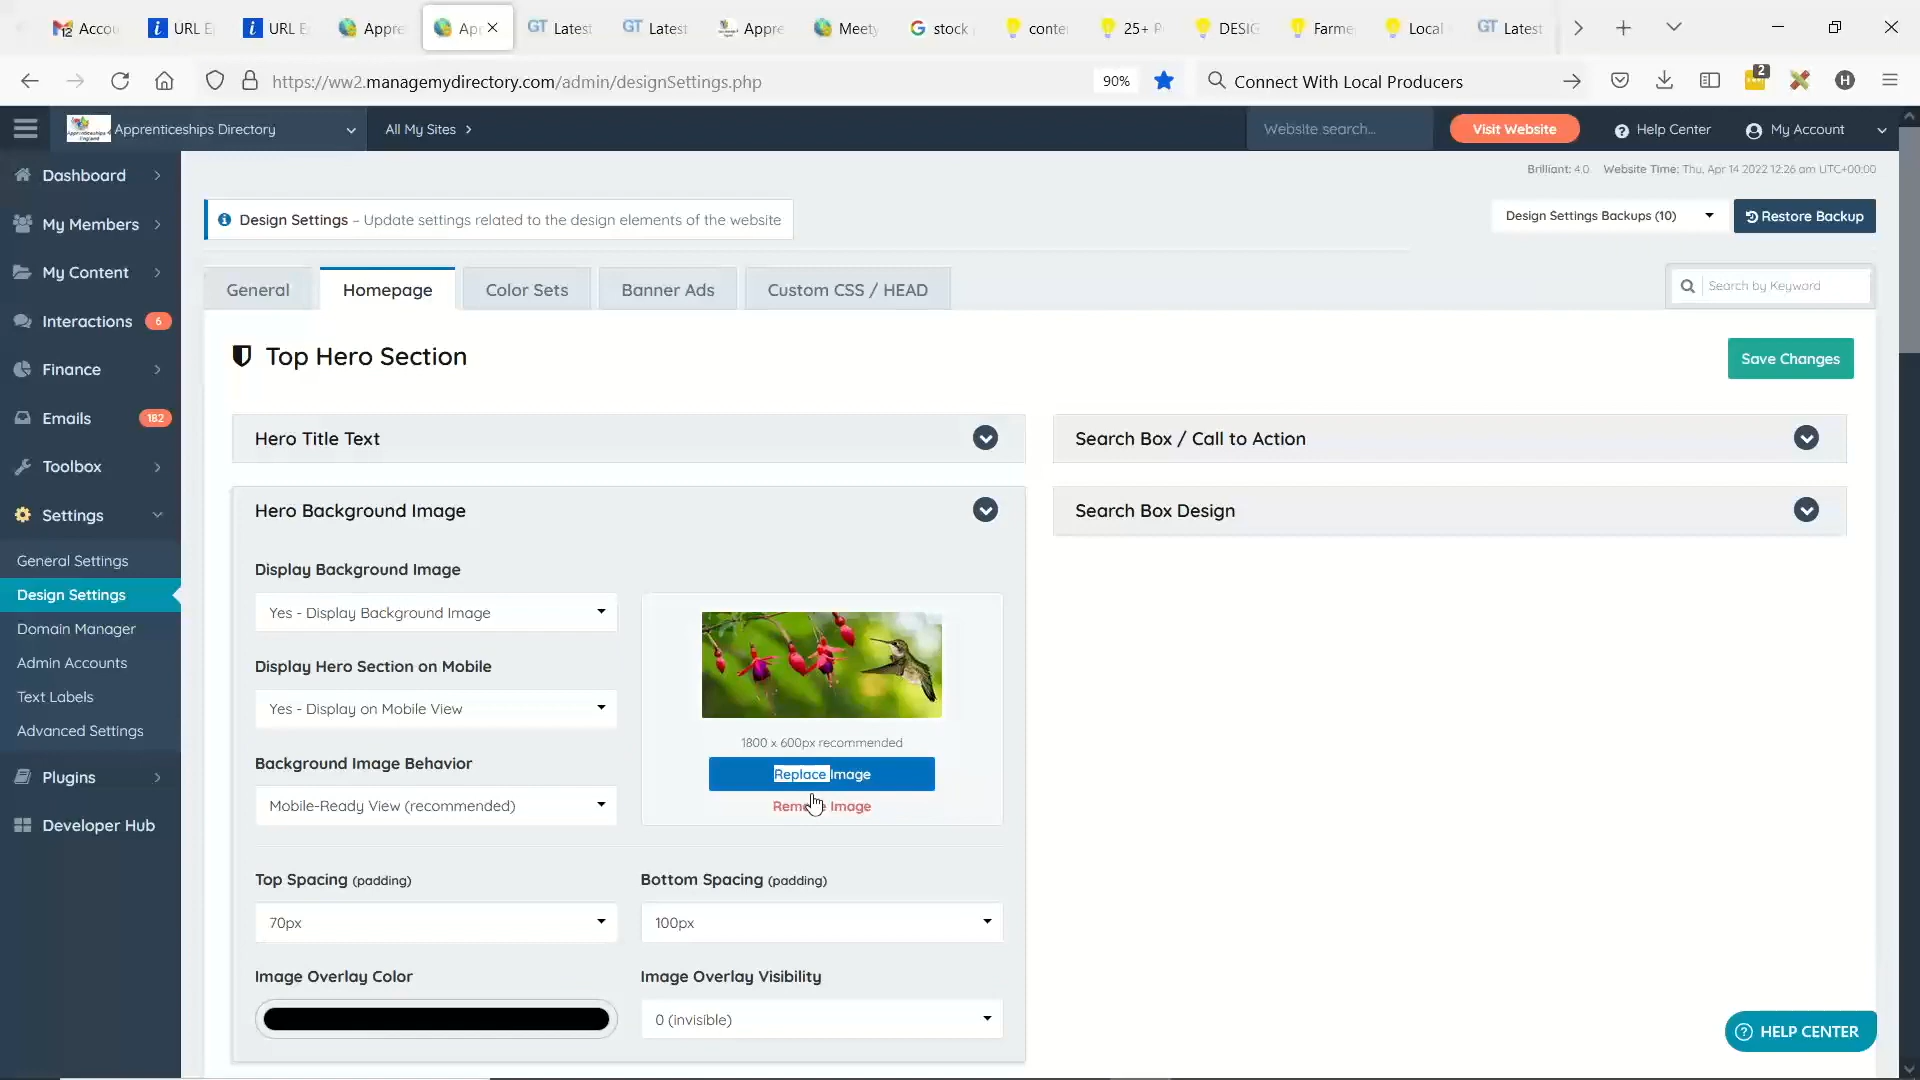 Accou
URL E
URL E
Appre
Ap
Latest
Latest
Appre
Meety
stock
conte
25+ P
DESIG
Farme
Local
Latest
https://ww2.managemydirectory.com/admin/designSettings.php
90%
Connect With Local Producers
2
H
Apprenticeships Directory
All My Sites
Website search...
Visit Website
Help Center
My Account
Brilliant: 4.0 Website Time: Thu, Apr 14 2022 12:26 am UTC+00:00
Dashboard
My Members
My Content
Interactions 6
Finance
Emails 182
Toolbox
Settings
General Settings
Design Settings
Domain Manager
Admin Accounts
Text Labels
Advanced Settings
Plugins
Developer Hub
Design Settings – Update settings related to the design elements of the website
Design Settings Backups (10)
Restore Backup
General
Homepage
Color Sets
Banner Ads
Custom CSS / HEAD
Search by Keyword
Top Hero Section
Save Changes
Hero Title Text
Search Box / Call to Action
Hero Background Image
Search Box Design
Display Background Image
Yes - Display Background Image
Display Hero Section on Mobile
Yes - Display on Mobile View
Background Image Behavior
Mobile-Ready View (recommended)
1800 x 600px recommended
Replace Image
Remove Image
Top Spacing (padding)
70px
Bottom Spacing (padding)
100px
Image Overlay Color
Image Overlay Visibility
0 (invisible)
HELP CENTER